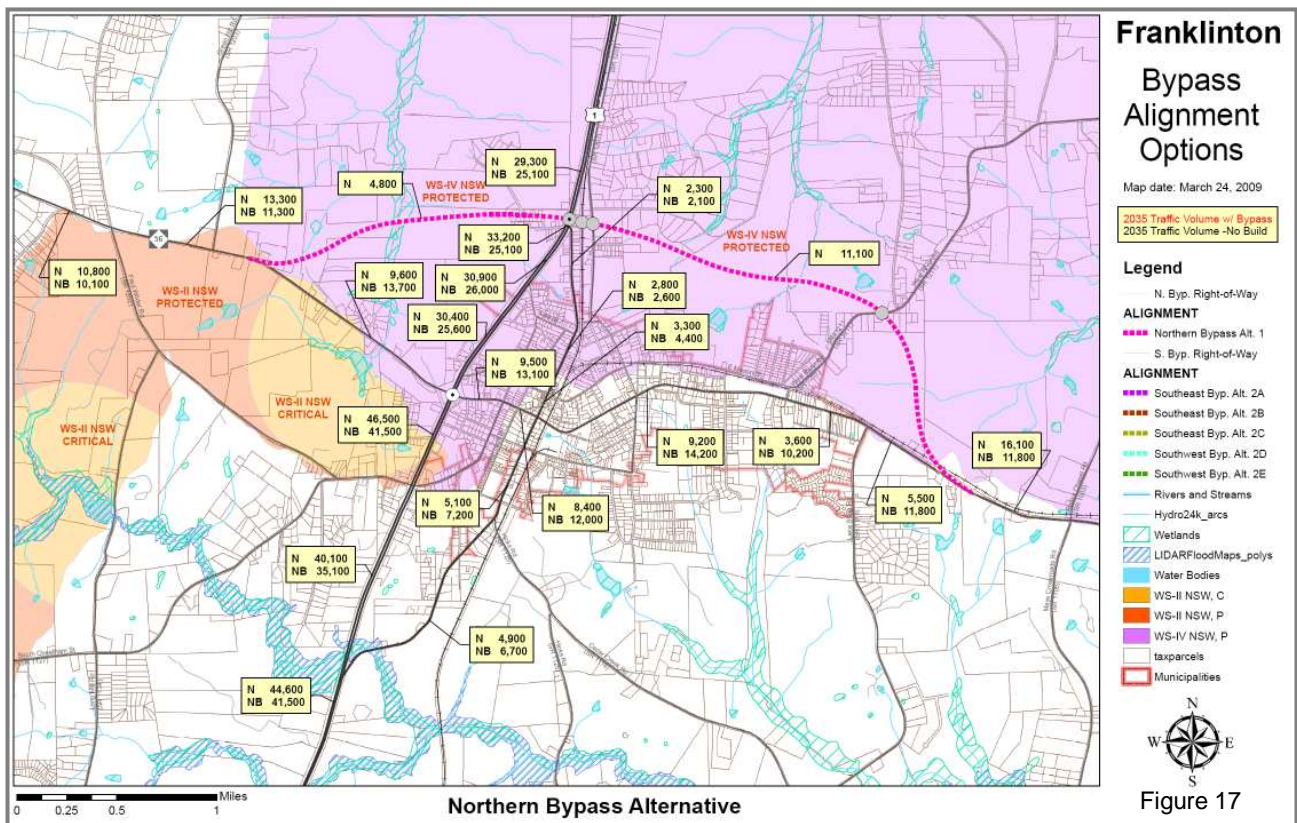 Franklinton
Bypass
Alignment
Options
Map date: March 24, 2009
2035 Traffic Volume w/ Bypass
2035 Traffic Volume -No Build
Legend
N. Byp. Right-of-Way
ALIGNMENT
Northern Bypass Alt. 1
S. Byp. Right-of-Way
ALIGNMENT
Southeast Byp. Alt. 2A
Southeast Byp. Alt. 2B
Southeast Byp. Alt. 2C
Southwest Byp. Alt. 2D
Southwest Byp. Alt. 2E
Rivers and Streams
Hydro24k_arcs
Wetlands
LIDARFloodMaps_polys
Water Bodies
WS-II NSW, C
WS-II NSW, P
WS-IV NSW, P
taxparcels
Municipalities
N
W E
S
Figure 17
1
N 29,300
NB 25,100
N 4,800
WS-IV NSW
PROTECTED
N 2,300
NB 2,100
N 13,300
NB 11,300
56
N 33,200
NB 25,100
WS-IV NSW
PROTECTED
N 11,100
N 10,800
NB 10,100
WS-II NSW
PROTECTED
N 9,600
NB 13,700
N 30,900
NB 26,000
N 2,800
NB 2,600
N 30,400
NB 25,600
N 3,300
NB 4,400
N 9,500
NB 13,100
WS-II NSW
CRITICAL
WS-II NSW
CRITICAL
N 46,500
NB 41,500
N 9,200
NB 14,200
N 3,600
NB 10,200
N 16,100
NB 11,800
N 5,100
NB 7,200
N 8,400
NB 12,000
N 5,500
NB 11,800
N 40,100
NB 35,100
N 4,900
NB 6,700
N 44,600
NB 41,500
Miles
0 0.25 0.5 1
Northern Bypass Alternative